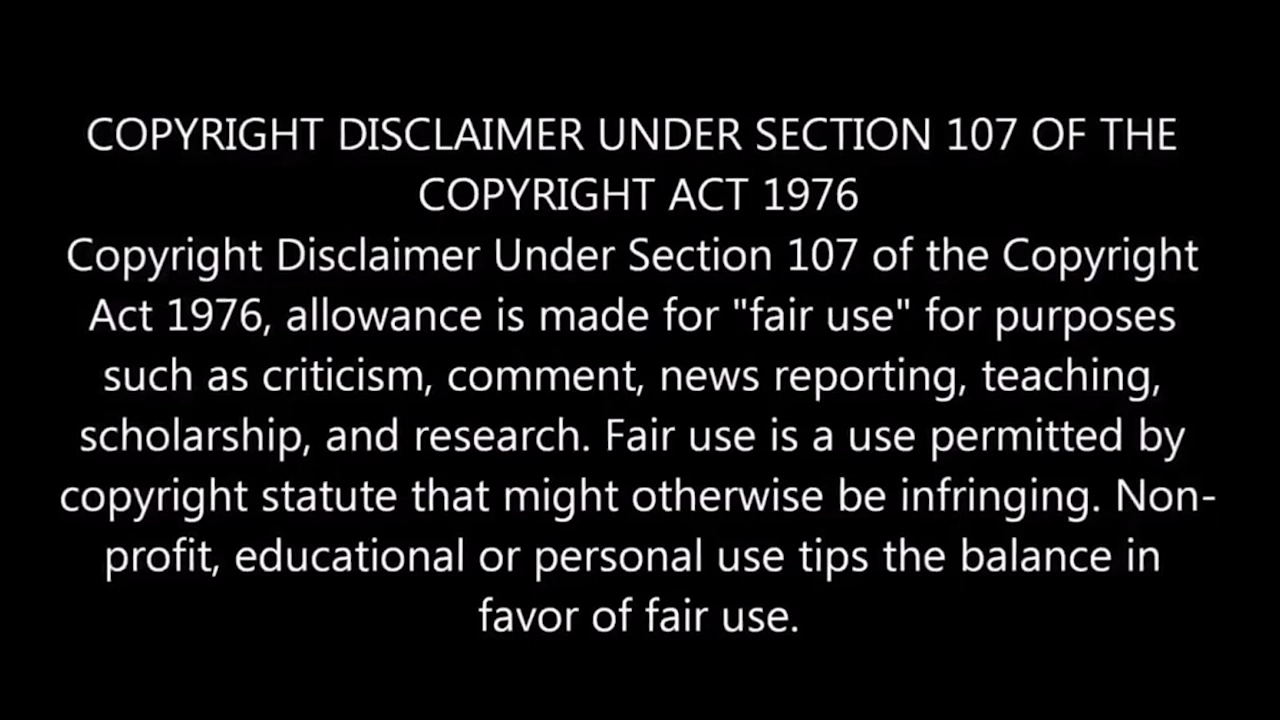 COPYRIGHT DISCLAIMER UNDER SECTION 107 OF THE
COPYRIGHT ACT 1976
Copyright Disclaimer Under Section 107 of the Copyright
Act 1976, allowance is made for "fair use" for purposes
such as criticism, comment, news reporting, teaching,
scholarship, and research. Fair use is a use permitted by
copyright statute that might otherwise be infringing. Non-
profit, educational or personal use tips the balance in
favor of fair use.